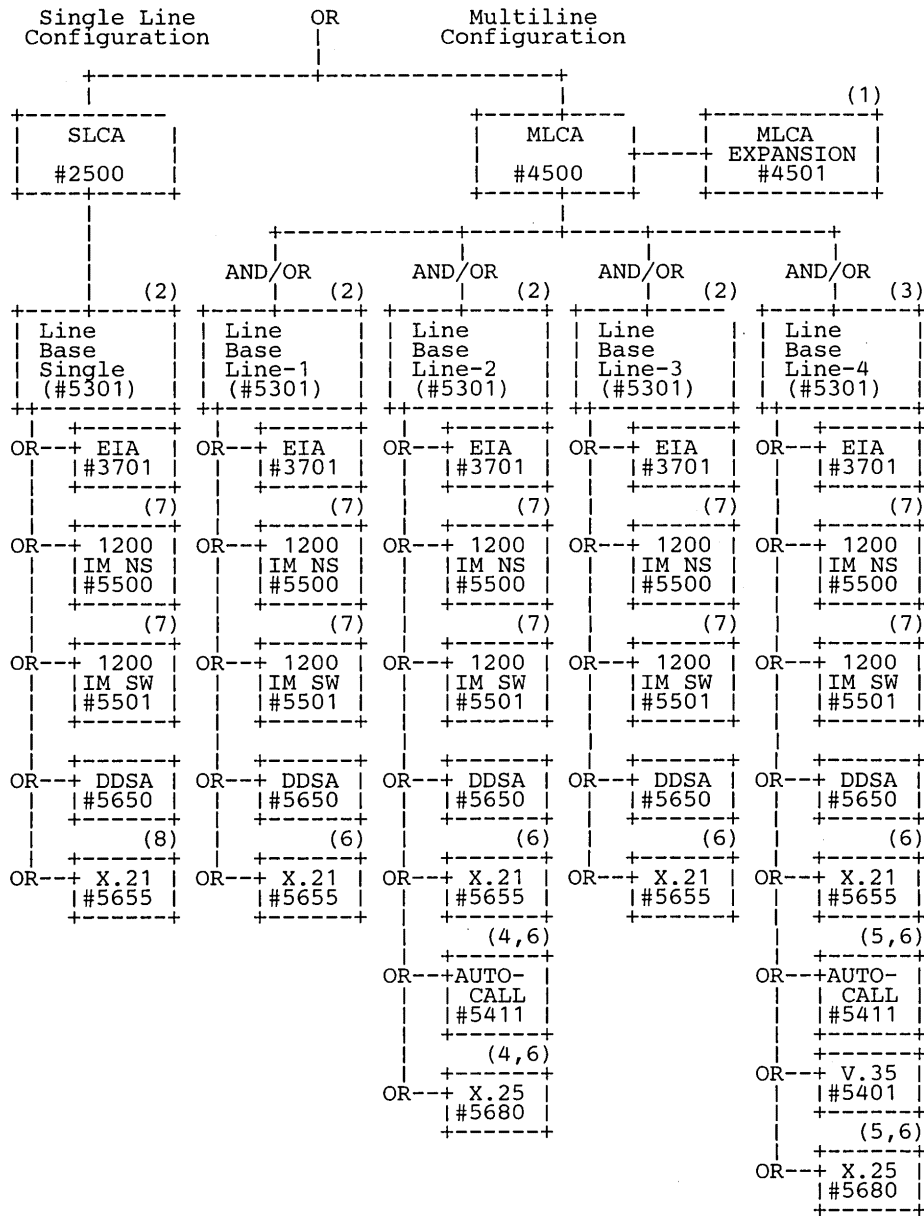 Single Line OR Multiline
Configuration Configuration
(1)
SLCA MLCA MLCA
EXPANSION
#2500 #4500 #4501
AND/OR AND/OR AND/OR AND/OR
(2) (2) (2) (2) (3)
Line Line Line Line Line
Base Base Base Base Base
Single Line-1 Line-2 Line-3 Line-4
(#5301) (#5301) (#5301) (#5301) (#5301)
OR EIA OR EIA OR EIA OR EIA OR EIA
#3701 #3701 #3701 #3701 #3701
(7) (7) (7) (7) (7)
OR 1200 OR 1200 OR 1200 OR 1200 OR 1200
IM NS IM NS IM NS IM NS IM NS
#5500 #5500 #5500 #5500 #5500
(7) (7) (7) (7) (7)
OR 1200 OR 1200 OR 1200 OR 1200 OR 1200
IM SW IM SW IM SW IM SW IM SW
#5501 #5501 #5501 #5501 #5501
OR DDSA OR DDSA OR DDSA OR DDSA OR DDSA
#5650 #5650 #5650 #5650 #5650
(8) (6) (6) (6) (6)
OR X.21 OR X.21 OR X.21 OR X.21 OR X.21
#5655 #5655 #5655 #5655 #5655
(4,6) (5,6)
OR AUTO- OR AUTO-
CALL CALL
#5411 #5411
(4,6)
OR X.25 OR V.35
#5680 #5401
(5,6)
OR X.25
#5680